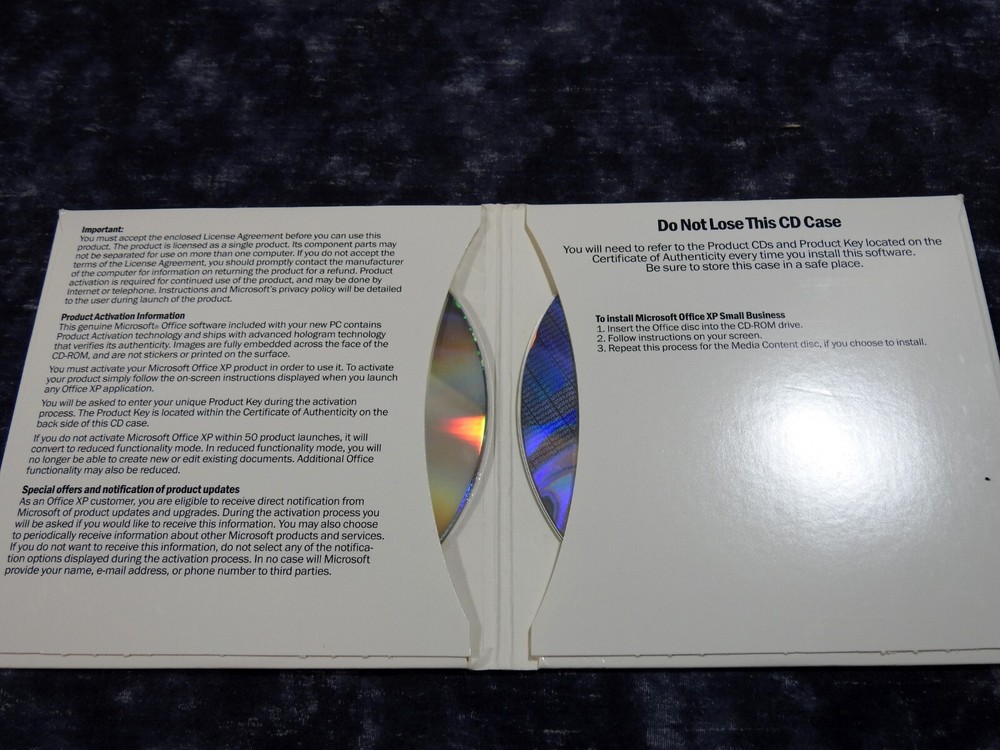 Important:
You must accept the enclosed License Agreement before you can use this
product. The product is licensed as a single product. Its component parts may
not be separated for use on more than one computer. If you do not accept the
terms of the License Agreement, you should promptly contact the manufacturer
of the computer for information on returning the product for a refund. Product
activation is required for continued use of the product, and may be done by
Internet or telephone. Instructions and Microsoft's privacy policy will be detailed
to the user during launch of the product.
Product Activation Information
This genuine Microsoft® Office software included with your new PC contains
Product Activation technology and ships with advanced hologram technology
that verifies its authenticity. Images are fully embedded across the face of the
CD-ROM, and are not stickers or printed on the surface.
You must activate your Microsoft Office XP product in order to use it. To activate
your product simply follow the on-screen instructions displayed when you launch
any Office XP application.
You will be asked to enter your unique Product Key during the activation
process. The Product Key is located within the Certificate of Authenticity on the
back side of this CD case.
If you do not activate Microsoft Office XP within 50 product launches, it will
convert to reduced functionality mode. In reduced functionality mode, you will
no longer be able to create new or edit existing documents. Additional Office
functionality may also be reduced.
Special offers and notification of product updates
As an Office XP customer, you are eligible to receive direct notification from
Microsoft of product updates and upgrades. During the activation process you
will be asked if you would like to receive this information. You may also choose
to periodically receive information about other Microsoft products and services.
If you do not want to receive this information, do not select any of the notifica-
tion options displayed during the activation process. In no case will Microsoft
provide your name, e-mail address, or phone number to third parties.
Do Not Lose This CD Case
You will need to refer to the Product CDs and Product Key located on the
Certificate of Authenticity every time you install this software.
Be sure to store this case in a safe place.
To install Microsoft Office XP Small Business
1. Insert the Office disc into the CD-ROM drive.
2. Follow instructions on your screen.
3. Repeat this process for the Media Content disc, if you choose to install.